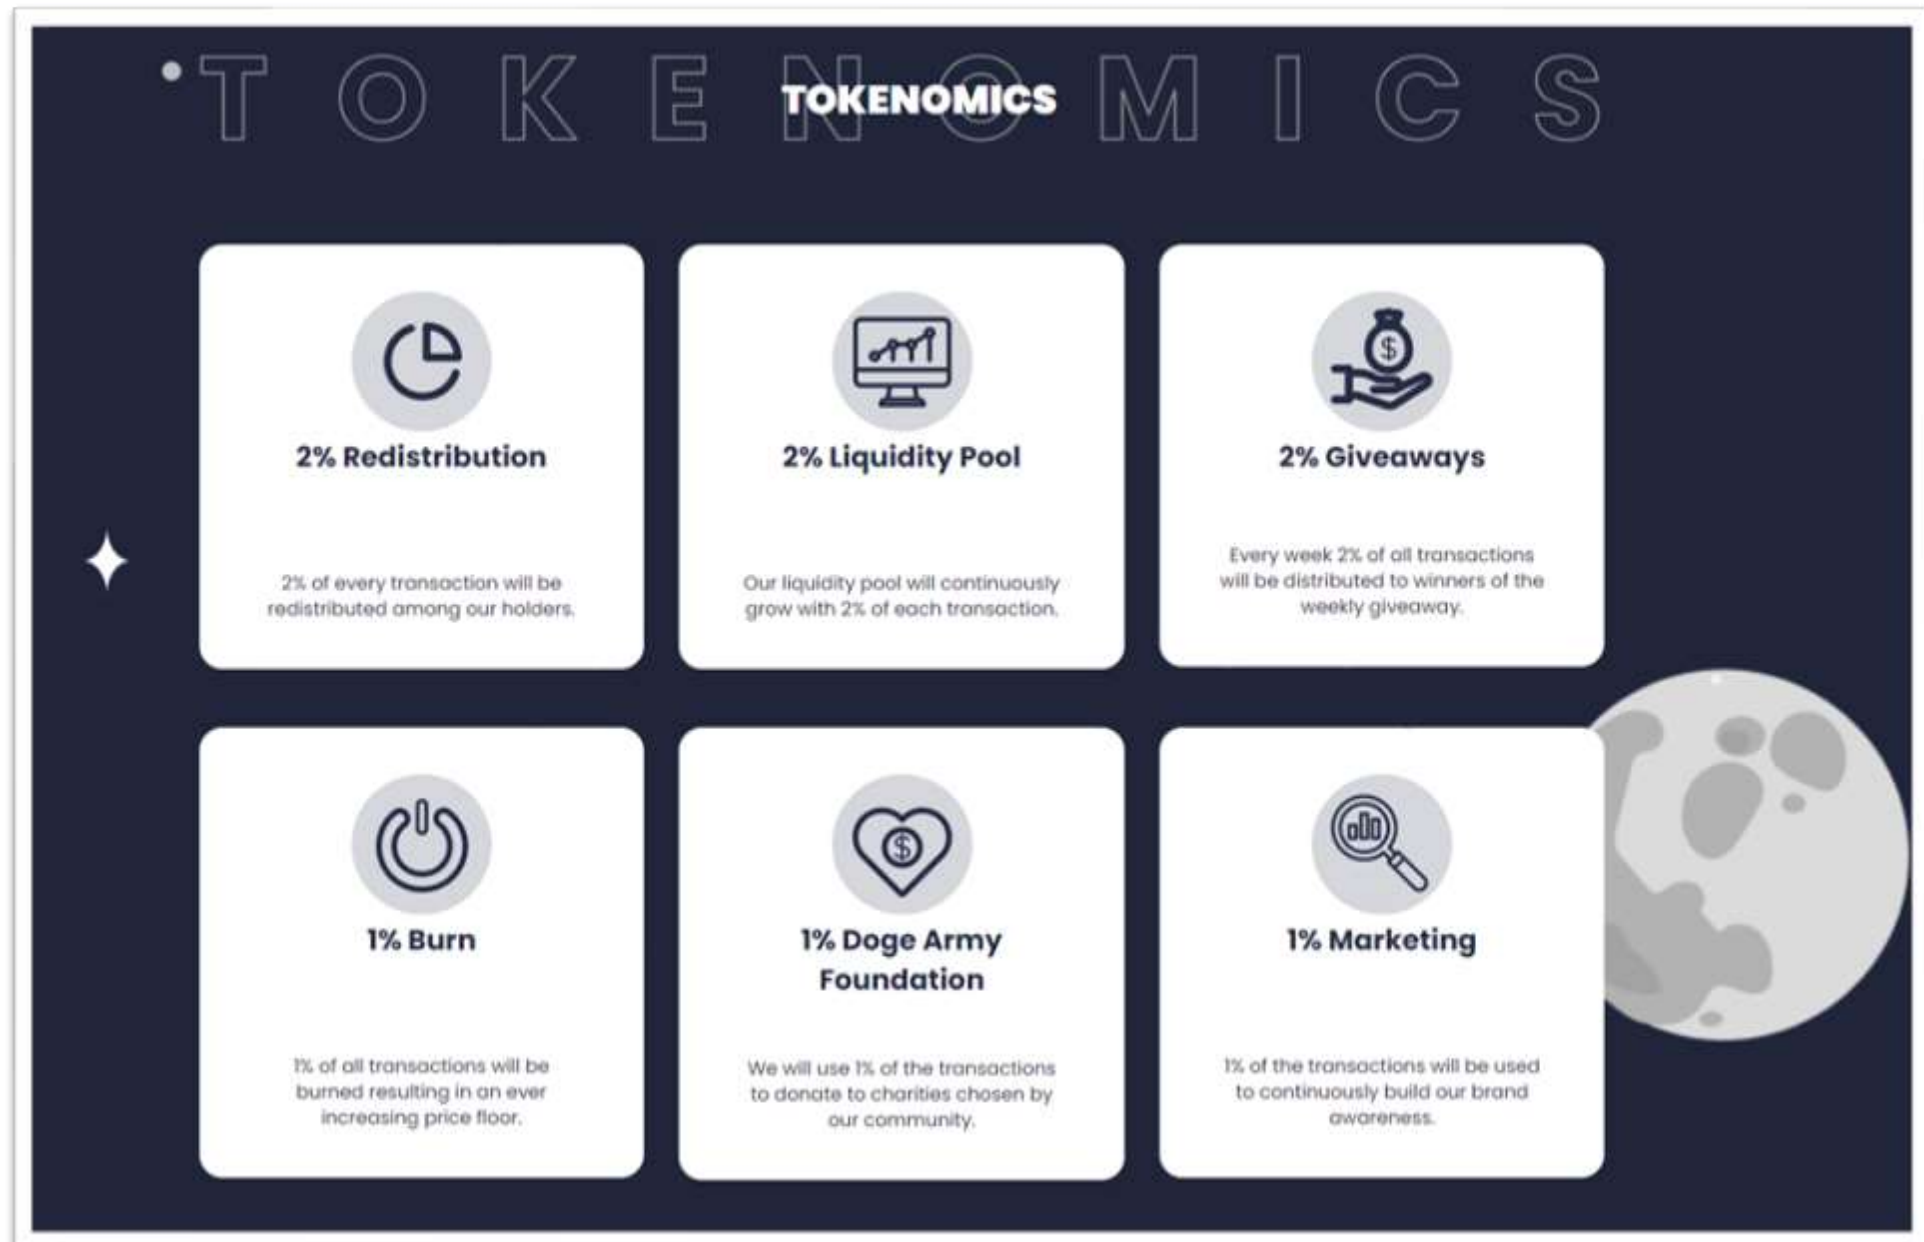 TOKENOMICS
TOKENOMICS
2% Redistribution
2% of every transaction will be
redistributed among our holders.
2% Liquidity Pool
Our liquidity pool will continuously
grow with 2% of each transaction.
2% Giveaways
Every week 2% of all transactions
will be distributed to winners of the
weekly giveaway.
1% Burn
1% of all transactions will be
burned resulting in an ever
increasing price floor.
1% Doge Army
Foundation
We will use 1% of the transactions
to donate to charities chosen by
our community.
1% Marketing
1% of the transactions will be used
to continuously build our brand
awareness.